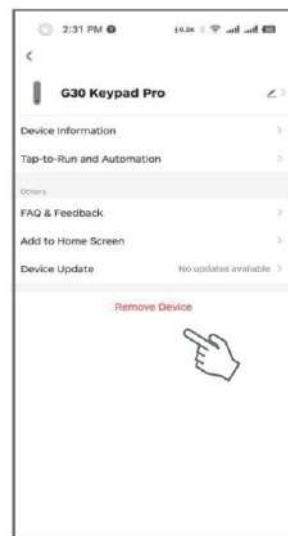 2:31 PM
G30 Keypad Pro
Device Information
Tap-to-Run and Automation
Others
FAQ & Feedback
Add to Home Screen
Device Update No updates available
Remove Device